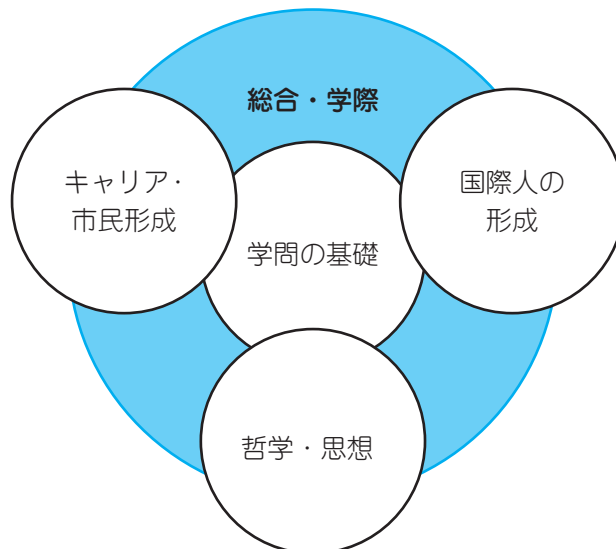 総合・学際
キャリア・
市民形成
国際人の
形成
学問の基礎
哲学・思想